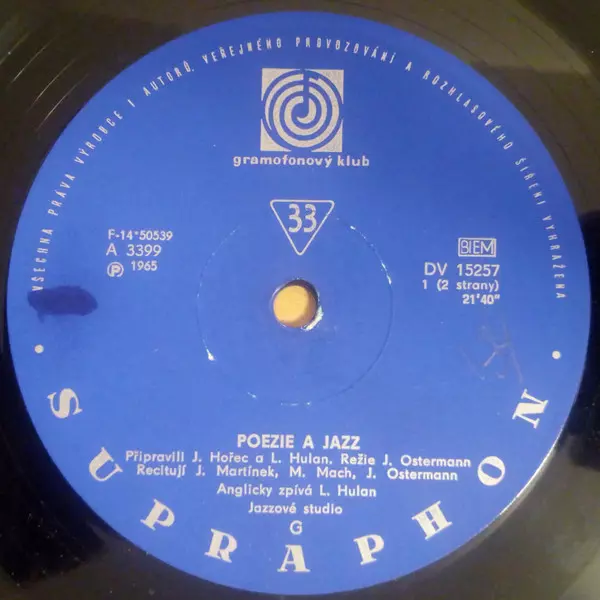 VŠECHNA PRÁVA VÝROBCE I AUTORŮ, VEŘEJNÉHO PROVOZOVÁNÍ A ROZHLASOVÉHO ŠÍŘENÍ VYHRAŽENA
gramofonový klub
33
F-14*50539
A 3399
Ⓟ 1965
BIEM
DV 15257
1 (2 strany)
21'40"
POEZIE A JAZZ
Připravili J. Hořec a L. Hulan. Režie J. Ostermann
Recitují J. Martínek, M. Mach, J. Ostermann
Anglicky zpívá L. Hulan
Jazzové studio
G
• SUPRAPHON •